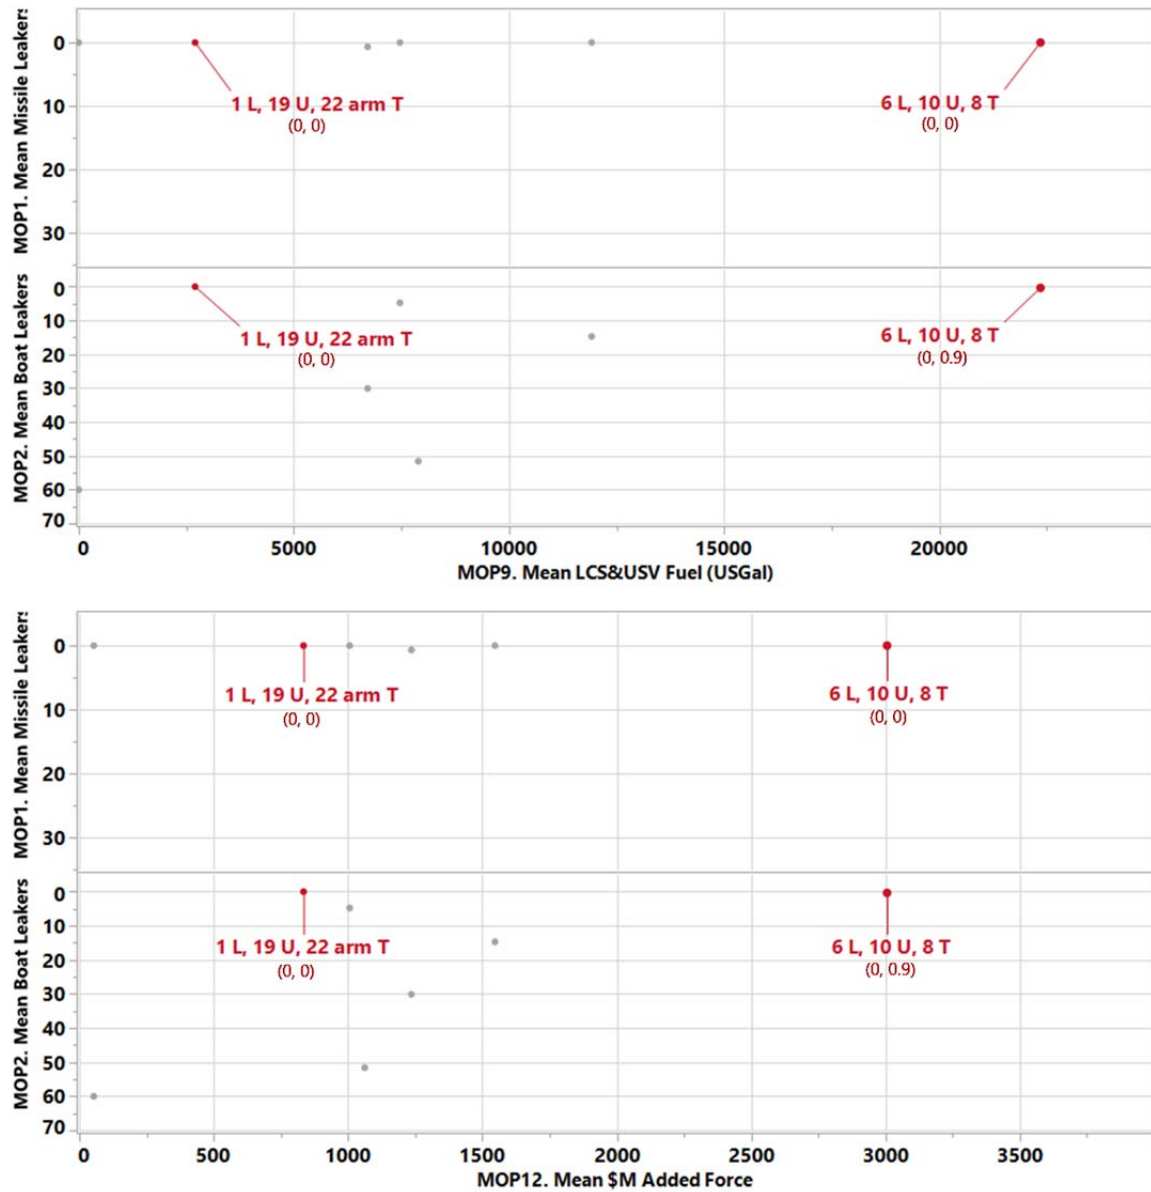 MOP1. Mean Missile Leakers
0
10
20
30
1 L, 19 U, 22 arm T
(0, 0)
6 L, 10 U, 8 T
(0, 0)
MOP2. Mean Boat Leakers
0
10
20
30
40
50
60
70
1 L, 19 U, 22 arm T
(0, 0)
6 L, 10 U, 8 T
(0, 0.9)
0 5000 10000 15000 20000
MOP9. Mean LCS&USV Fuel (USGal)
MOP1. Mean Missile Leakers
0
10
20
30
1 L, 19 U, 22 arm T
(0, 0)
6 L, 10 U, 8 T
(0, 0)
MOP2. Mean Boat Leakers
0
10
20
30
40
50
60
70
1 L, 19 U, 22 arm T
(0, 0)
6 L, 10 U, 8 T
(0, 0.9)
0 500 1000 1500 2000 2500 3000 3500
MOP12. Mean $M Added Force